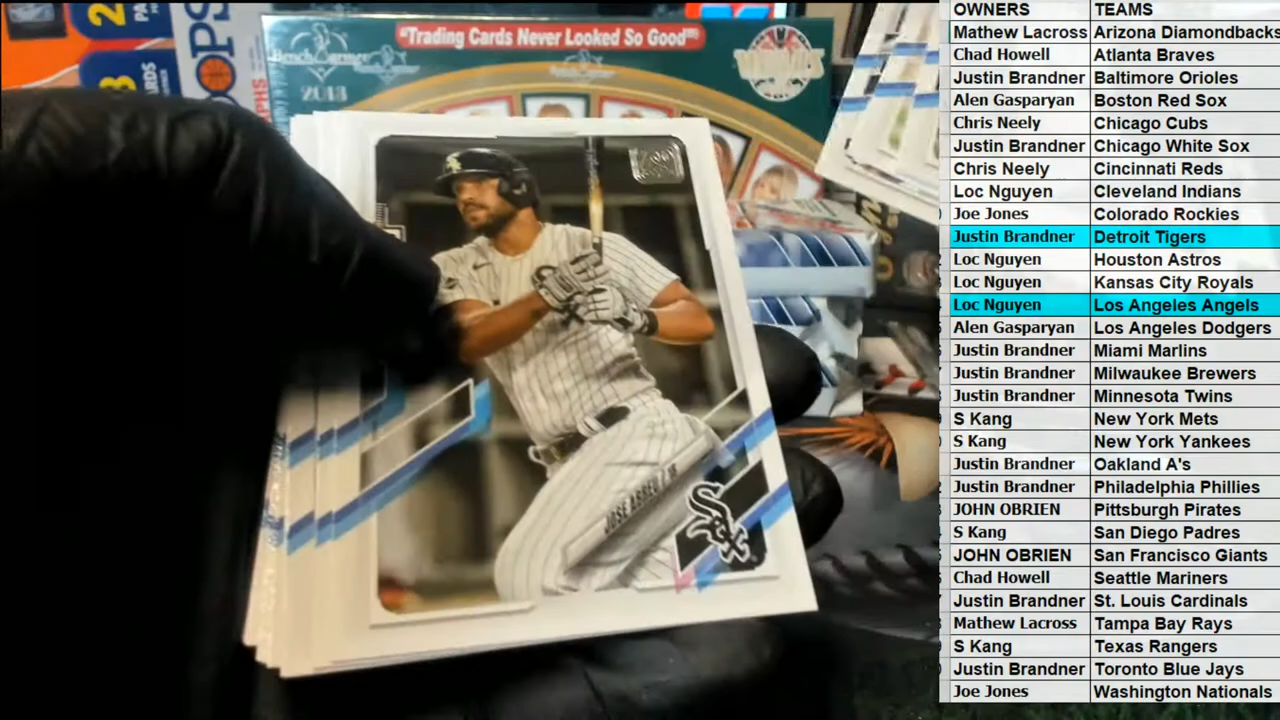 OWNERS TEAMS
Mathew Lacross Arizona Diamondbacks
Chad Howell Atlanta Braves
Justin Brandner Baltimore Orioles
Alen Gasparyan Boston Red Sox
Chris Neely Chicago Cubs
Justin Brandner Chicago White Sox
Chris Neely Cincinnati Reds
Loc Nguyen Cleveland Indians
Joe Jones Colorado Rockies
Justin Brandner Detroit Tigers
Loc Nguyen Houston Astros
Loc Nguyen Kansas City Royals
Loc Nguyen Los Angeles Angels
Alen Gasparyan Los Angeles Dodgers
Justin Brandner Miami Marlins
Justin Brandner Milwaukee Brewers
Justin Brandner Minnesota Twins
S Kang New York Mets
S Kang New York Yankees
Justin Brandner Oakland A's
Justin Brandner Philadelphia Phillies
JOHN OBRIEN Pittsburgh Pirates
S Kang San Diego Padres
JOHN OBRIEN San Francisco Giants
Chad Howell Seattle Mariners
Justin Brandner St. Louis Cardinals
Mathew Lacross Tampa Bay Rays
S Kang Texas Rangers
Justin Brandner Toronto Blue Jays
Joe Jones Washington Nationals
"Trading Cards Never Looked So Good"
BenchWarmer
2013
OOPS
JOSE ABREU / 1B
Sox